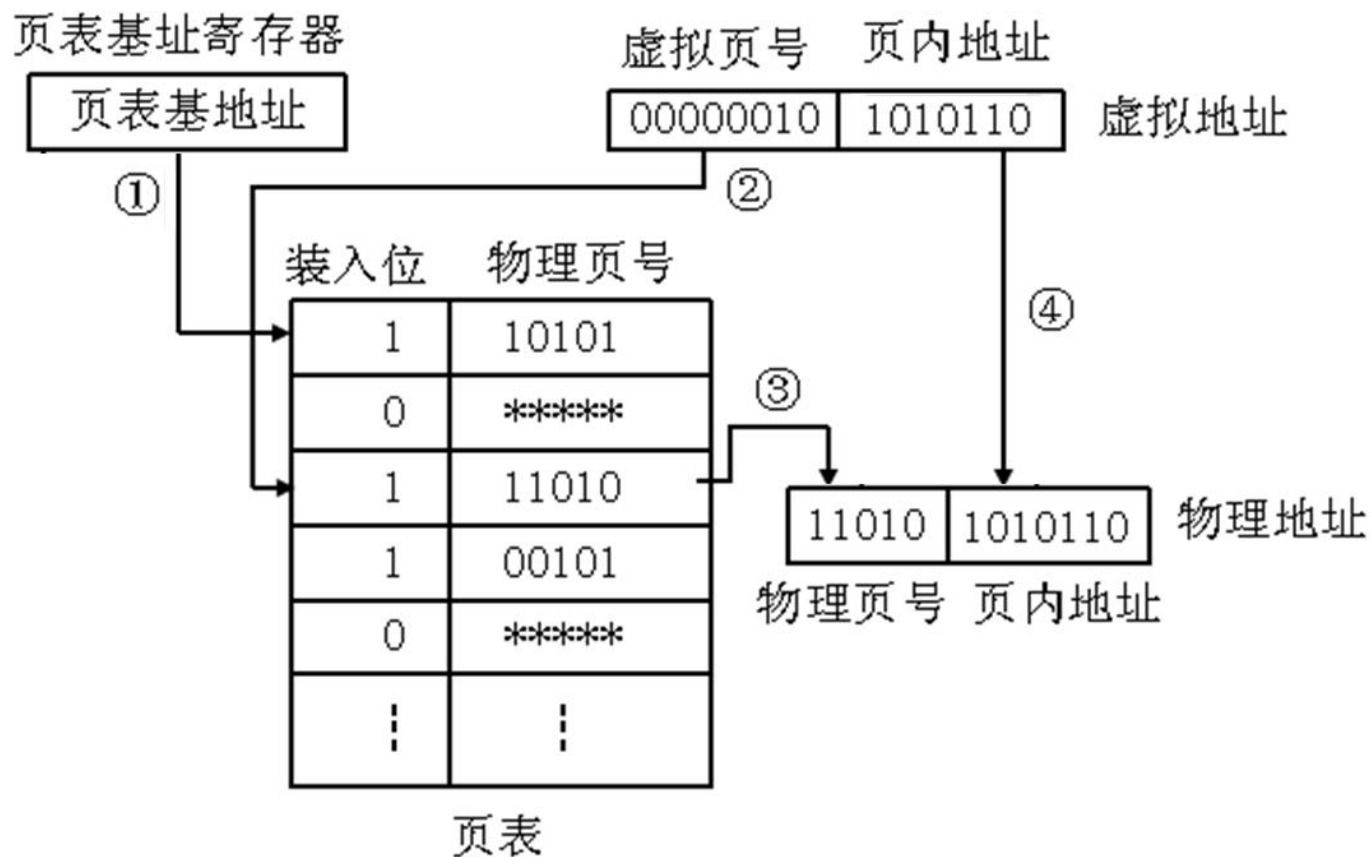 页表基址寄存器
页表基地址
虚拟页号 页内地址
00000010 1010110 虚拟地址
①
②
装入位 物理页号
1 10101
④
0 *****
③
1 11010
11010 1010110 物理地址
1 00101
物理页号 页内地址
0 *****
页表